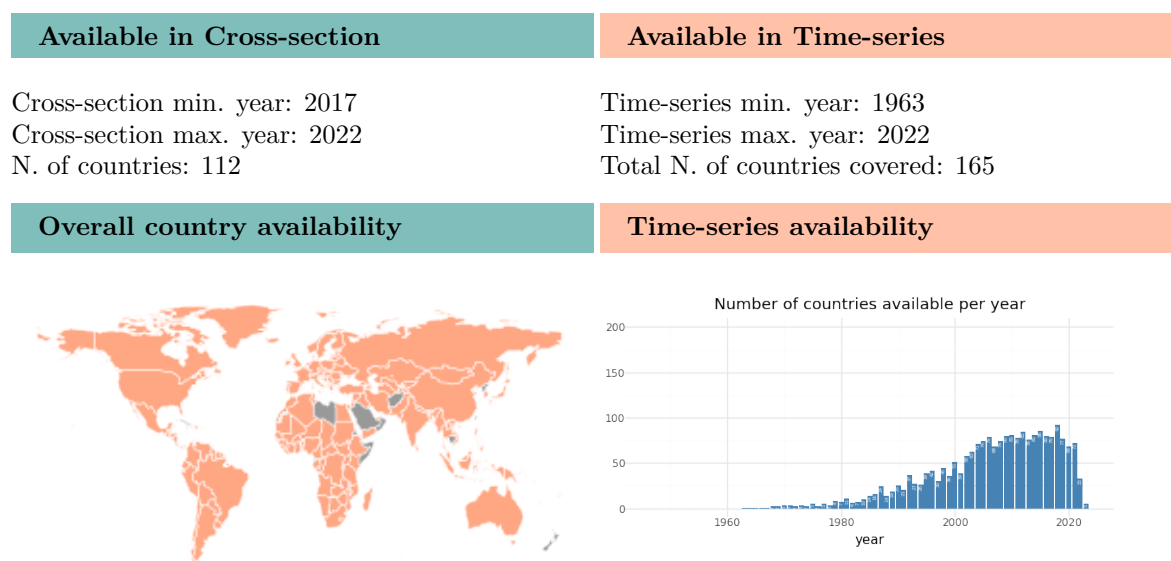 Available in Cross-section
Available in Time-series
Cross-section min. year: 2017
Cross-section max. year: 2022
N. of countries: 112
Time-series min. year: 1963
Time-series max. year: 2022
Total N. of countries covered: 165
Overall country availability
Time-series availability
Number of countries available per year
200
150
100
50
0
1960
1980
2000
2020
year